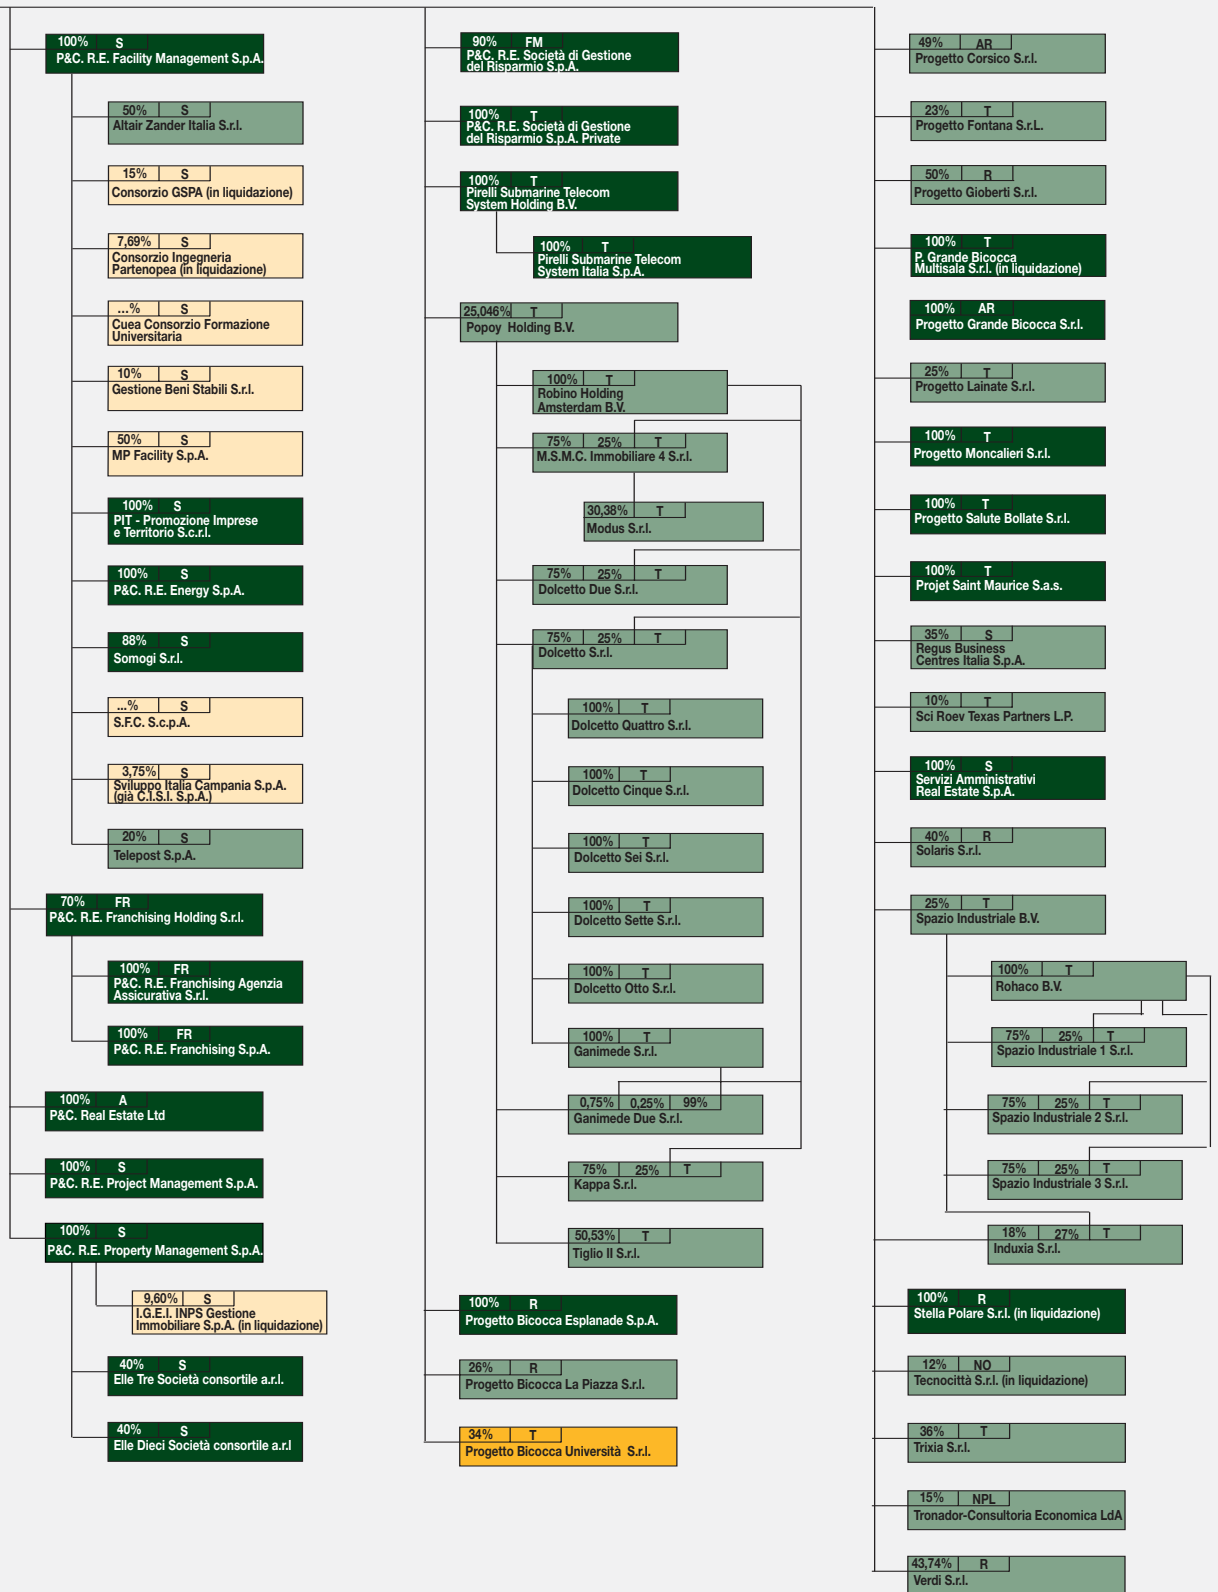 100% S
P&C. R.E. Facility Management S.p.A.
50% S
Altair Zander Italia S.r.l.
15% S
Consorzio GSPA (in liquidazione)
7,69% S
Consorzio Ingegneria
Partenopea (in liquidazione)
...% S
Cuea Consorzio Formazione
Universitaria
10% S
Gestione Beni Stabili S.r.l.
50% S
MP Facility S.p.A.
100% S
PIT - Promozione Imprese
e Territorio S.c.r.l.
100% S
P&C. R.E. Energy S.p.A.
88% S
Somogi S.r.l.
...% S
S.F.C. S.c.p.A.
3,75% S
Sviluppo Italia Campania S.p.A.
(già C.I.S.I. S.p.A.)
20% S
Telepost S.p.A.
70% FR
P&C. R.E. Franchising Holding S.r.l.
100% FR
P&C. R.E. Franchising Agenzia
Assicurativa S.r.l.
100% FR
P&C. R.E. Franchising S.p.A.
100% A
P&C. Real Estate Ltd
100% S
P&C. R.E. Project Management S.p.A.
100% S
P&C. R.E. Property Management S.p.A.
9,60% S
I.G.E.I. INPS Gestione
Immobiliare S.p.A. (in liquidazione)
40% S
Elle Tre Società consortile a.r.l.
40% S
Elle Dieci Società consortile a.r.l
90% FM
P&C. R.E. Società di Gestione
del Risparmio S.p.A.
100% T
P&C. R.E. Società di Gestione
del Risparmio S.p.A. Private
100% T
Pirelli Submarine Telecom
System Holding B.V.
100% T
Pirelli Submarine Telecom
System Italia S.p.A.
25,046% T
Popoy Holding B.V.
100% T
Robino Holding
Amsterdam B.V.
75% 25% T
M.S.M.C. Immobiliare 4 S.r.l.
30,38% T
Modus S.r.l.
75% 25% T
Dolcetto Due S.r.l.
75% 25% T
Dolcetto S.r.l.
100% T
Dolcetto Quattro S.r.l.
100% T
Dolcetto Cinque S.r.l.
100% T
Dolcetto Sei S.r.l.
100% T
Dolcetto Sette S.r.l.
100% T
Dolcetto Otto S.r.l.
100% T
Ganimede S.r.l.
0,75% 0,25% 99%
Ganimede Due S.r.l.
75% 25% T
Kappa S.r.l.
50,53% T
Tiglio II S.r.l.
100% R
Progetto Bicocca Esplanade S.p.A.
26% R
Progetto Bicocca La Piazza S.r.l.
34% T
Progetto Bicocca Università S.r.l.
49% AR
Progetto Corsico S.r.l.
23% T
Progetto Fontana S.r.L.
50% R
Progetto Gioberti S.r.l.
100% T
P. Grande Bicocca
Multisala S.r.l. (in liquidazione)
100% AR
Progetto Grande Bicocca S.r.l.
25% T
Progetto Lainate S.r.l.
100% T
Progetto Moncalieri S.r.l.
100% T
Progetto Salute Bollate S.r.l.
100% T
Projet Saint Maurice S.a.s.
35% S
Regus Business
Centres Italia S.p.A.
10% T
Sci Roev Texas Partners L.P.
100% S
Servizi Amministrativi
Real Estate S.p.A.
40% R
Solaris S.r.l.
25% T
Spazio Industriale B.V.
100% T
Rohaco B.V.
75% 25% T
Spazio Industriale 1 S.r.l.
75% 25% T
Spazio Industriale 2 S.r.l.
75% 25% T
Spazio Industriale 3 S.r.l.
18% 27% T
Induxia S.r.l.
100% R
Stella Polare S.r.l. (in liquidazione)
12% NO
Tecnocittà S.r.l. (in liquidazione)
36% T
Trixia S.r.l.
15% NPL
Tronador-Consultoria Economica LdA
43,74% R
Verdi S.r.l.